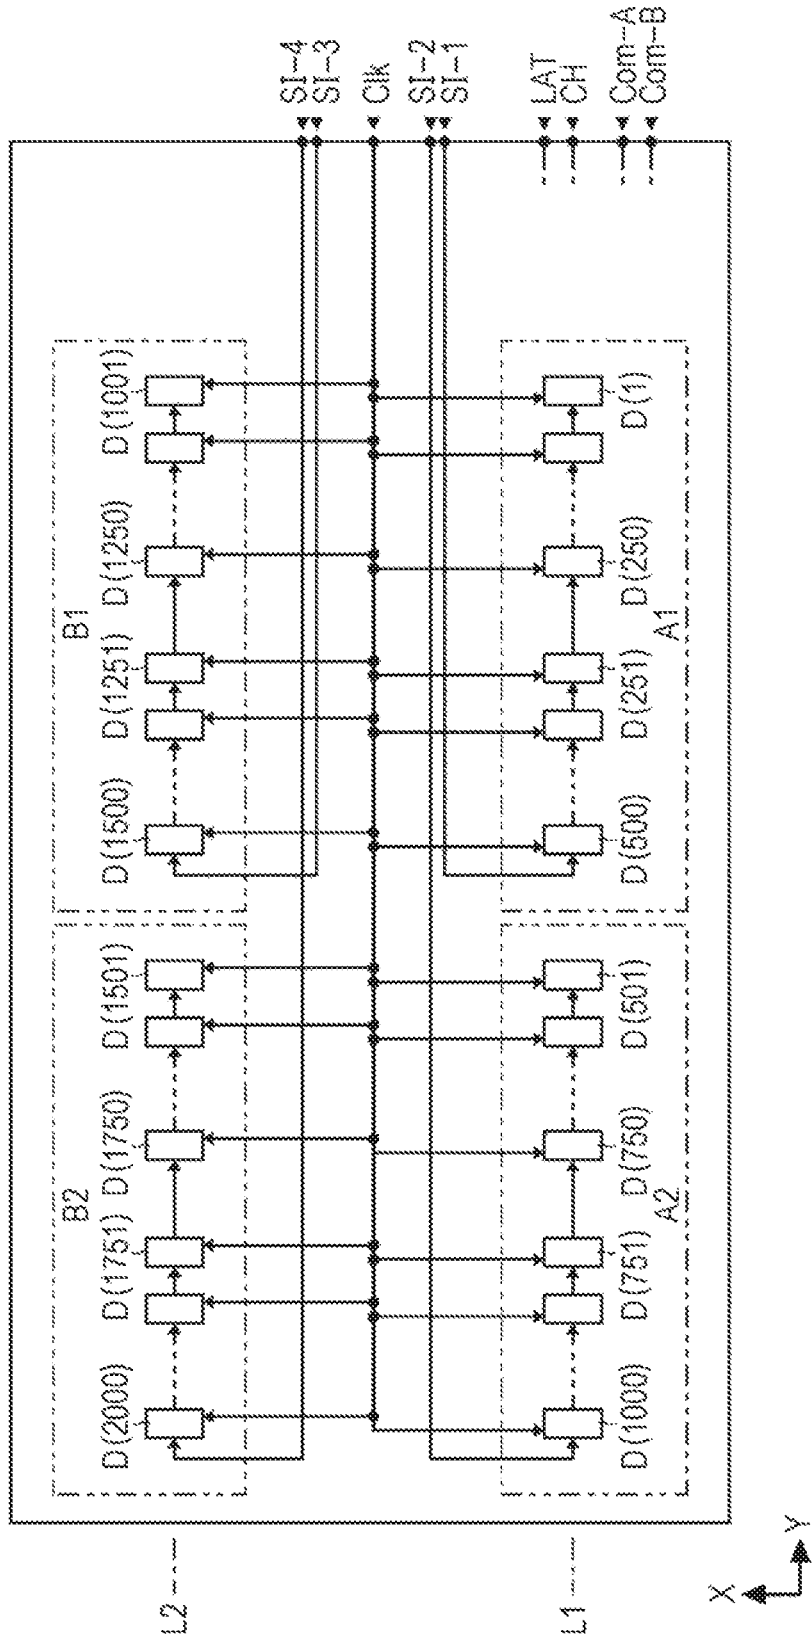 SI-4
SI-3
Clk
SI-2
SI-1
LAT
CH
Com-A
Com-B
D(1001)
D(1250)
B1
D(1251)
D(1500)
D(1)
D(250)
A1
D(251)
D(500)
D(1501)
D(1750)
B2
D(1751)
D(2000)
D(501)
D(750)
A2
D(751)
D(1000)
L2
L1
X
Y